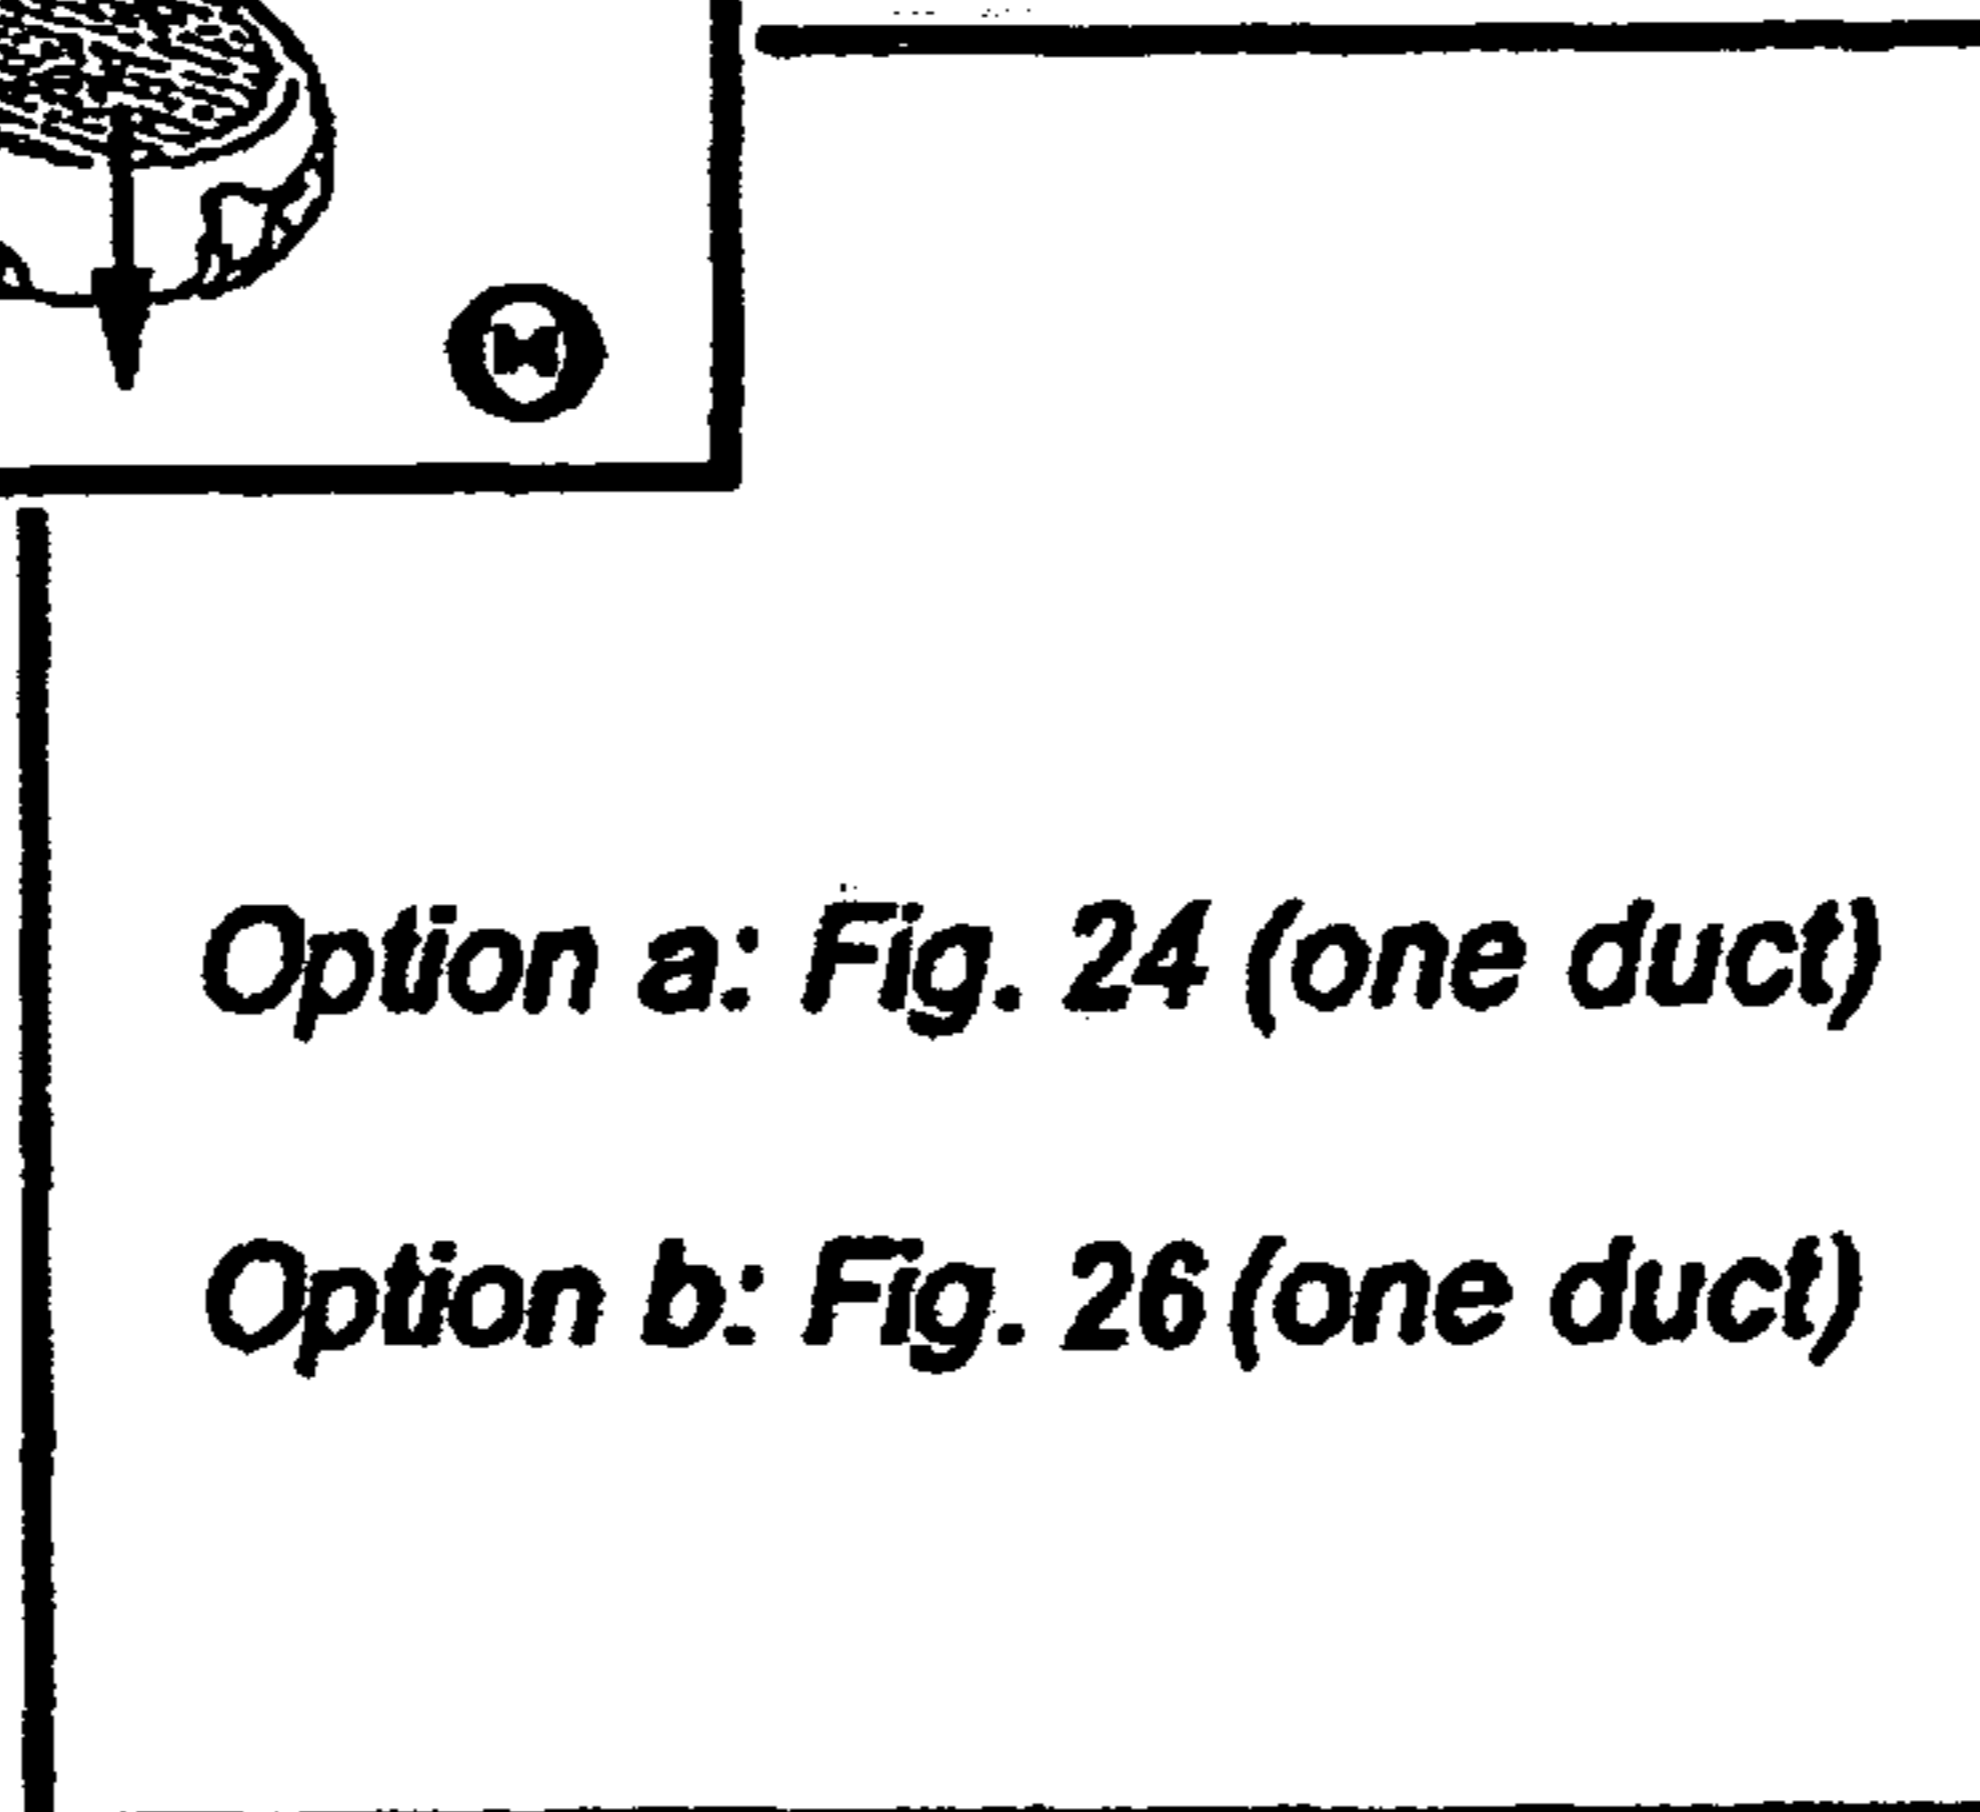 Option a: Fig. 24 (one duct)
Option b: Fig. 26 (one duct)